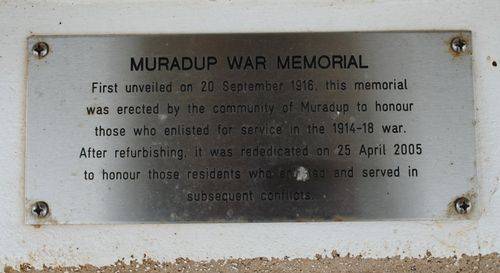 MURADUP WAR MEMORIAL
First unveiled on 20 September 1916, this memorial
was erected by the community of Muradup to honour
those who enlisted for service in the 1914-18 war.
After refurbishing, it was rededicated on 25 April 2005
to honour those residents who enlisted and served in
subsequent conflicts.